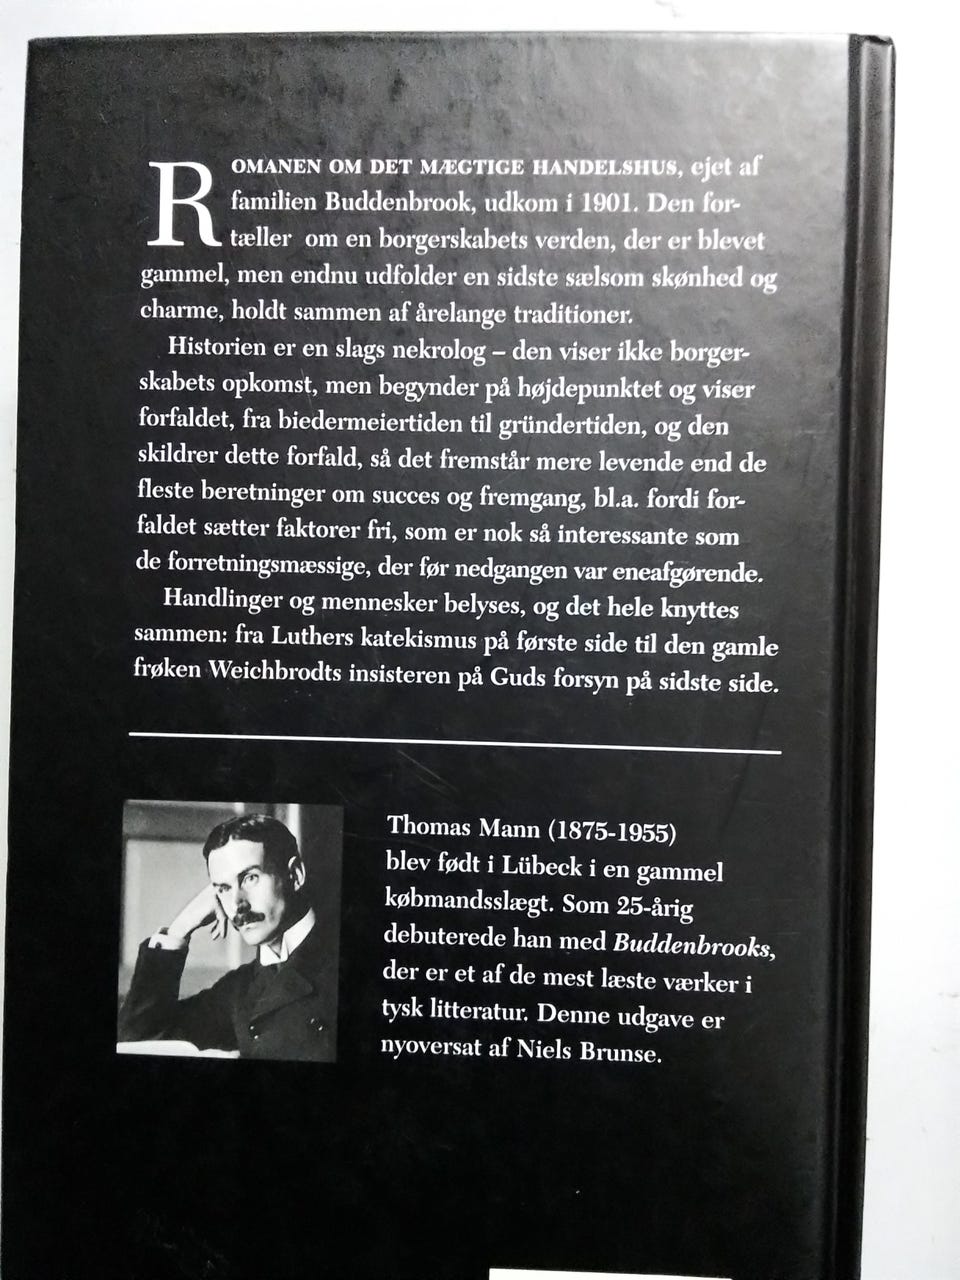 ROMANEN OM DET MÆGTIGE HANDELSHUS, ejet af
familien Buddenbrook, udkom i 1901. Den for-
tæller om en borgerskabets verden, der er blevet
gammel, men endnu udfolder en sidste sælsom skønhed og
charme, holdt sammen af årelange traditioner.
Historien er en slags nekrolog – den viser ikke borger-
skabets opkomst, men begynder på højdepunktet og viser
forfaldet, fra biedermeiertiden til gründertiden, og den
skildrer dette forfald, så det fremstår mere levende end de
fleste beretninger om succes og fremgang, bl.a. fordi for-
faldet sætter faktorer fri, som er nok så interessante som
de forretningsmæssige, der før nedgangen var eneafgørende.
Handlinger og mennesker belyses, og det hele knyttes
sammen: fra Luthers katekismus på første side til den gamle
frøken Weichbrodts insisteren på Guds forsyn på sidste side.
Thomas Mann (1875-1955)
blev født i Lübeck i en gammel
købmandsslægt. Som 25-årig
debuterede han med Buddenbrooks,
der er et af de mest læste værker i
tysk litteratur. Denne udgave er
nyoversat af Niels Brunse.